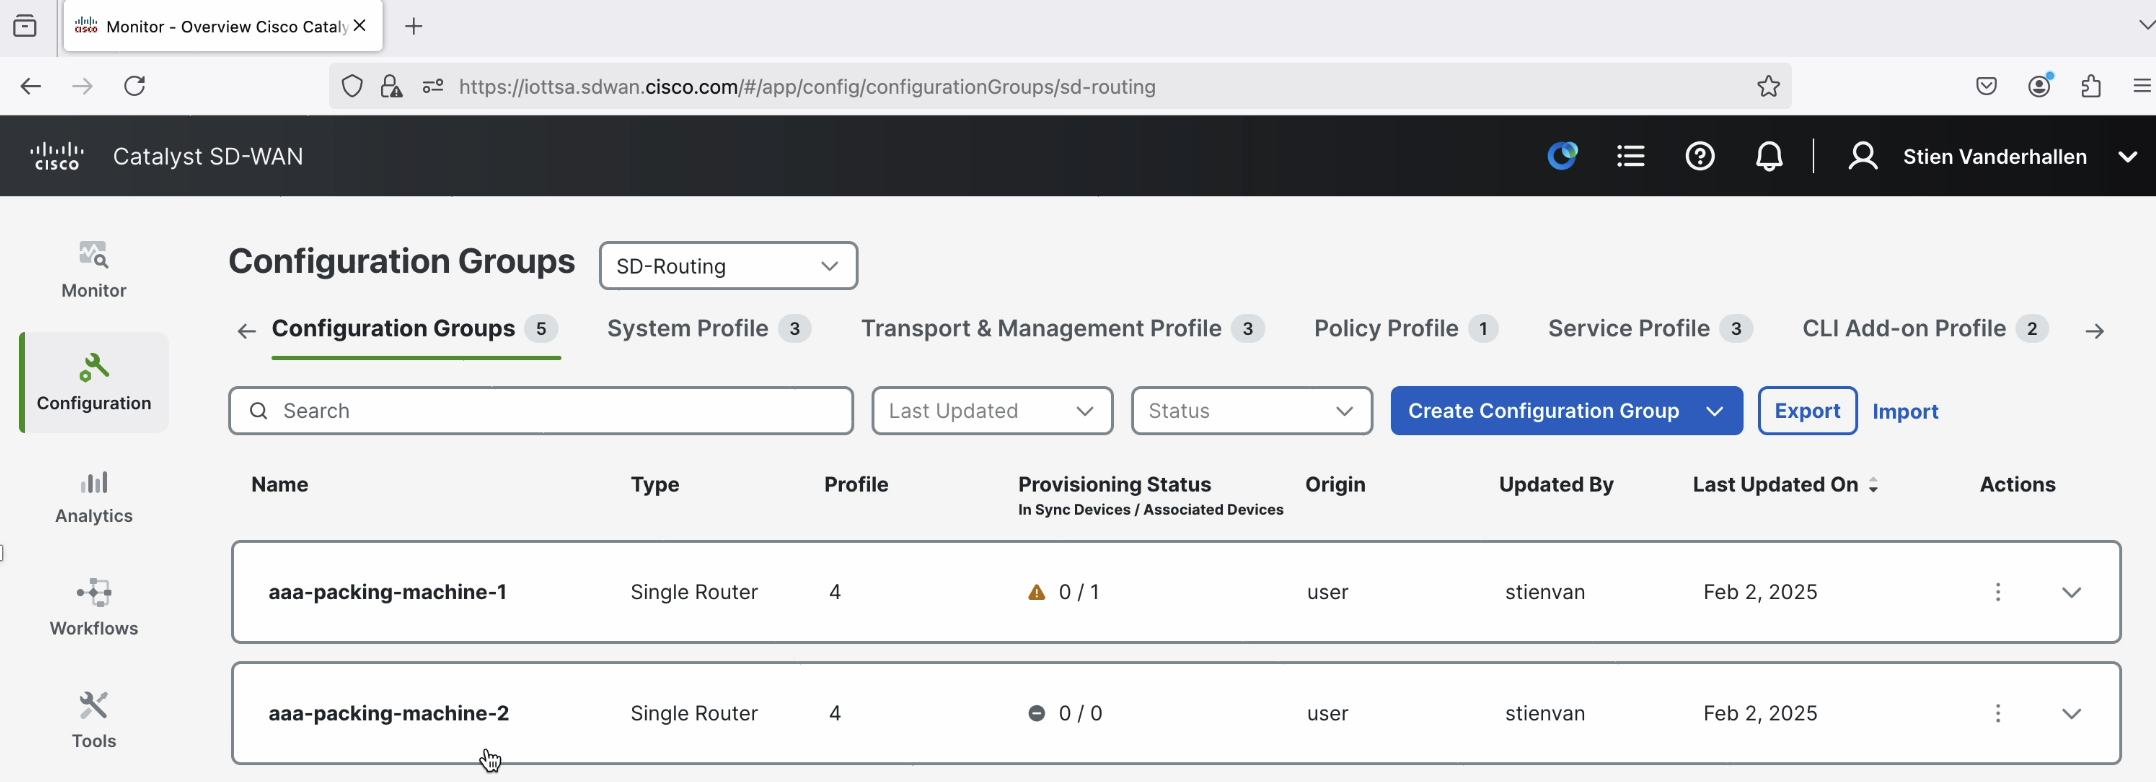 Monitor - Overview Cisco Cataly
https://iottsa.sdwan.cisco.com/#/app/config/configurationGroups/sd-routing
CISCO Catalyst SD-WAN Stien Vanderhallen
Configuration Groups SD-Routing
Configuration Groups 5 System Profile 3 Transport & Management Profile 3 Policy Profile 1 Service Profile 3 CLI Add-on Profile 2
Search Last Updated Status Create Configuration Group Export Import
Name Type Profile Provisioning Status Origin Updated By Last Updated On Actions
In Sync Devices / Associated Devices
aaa-packing-machine-1 Single Router 4 0 / 1 user stienvan Feb 2, 2025
aaa-packing-machine-2 Single Router 4 0 / 0 user stienvan Feb 2, 2025
Monitor
Configuration
Analytics
Workflows
Tools